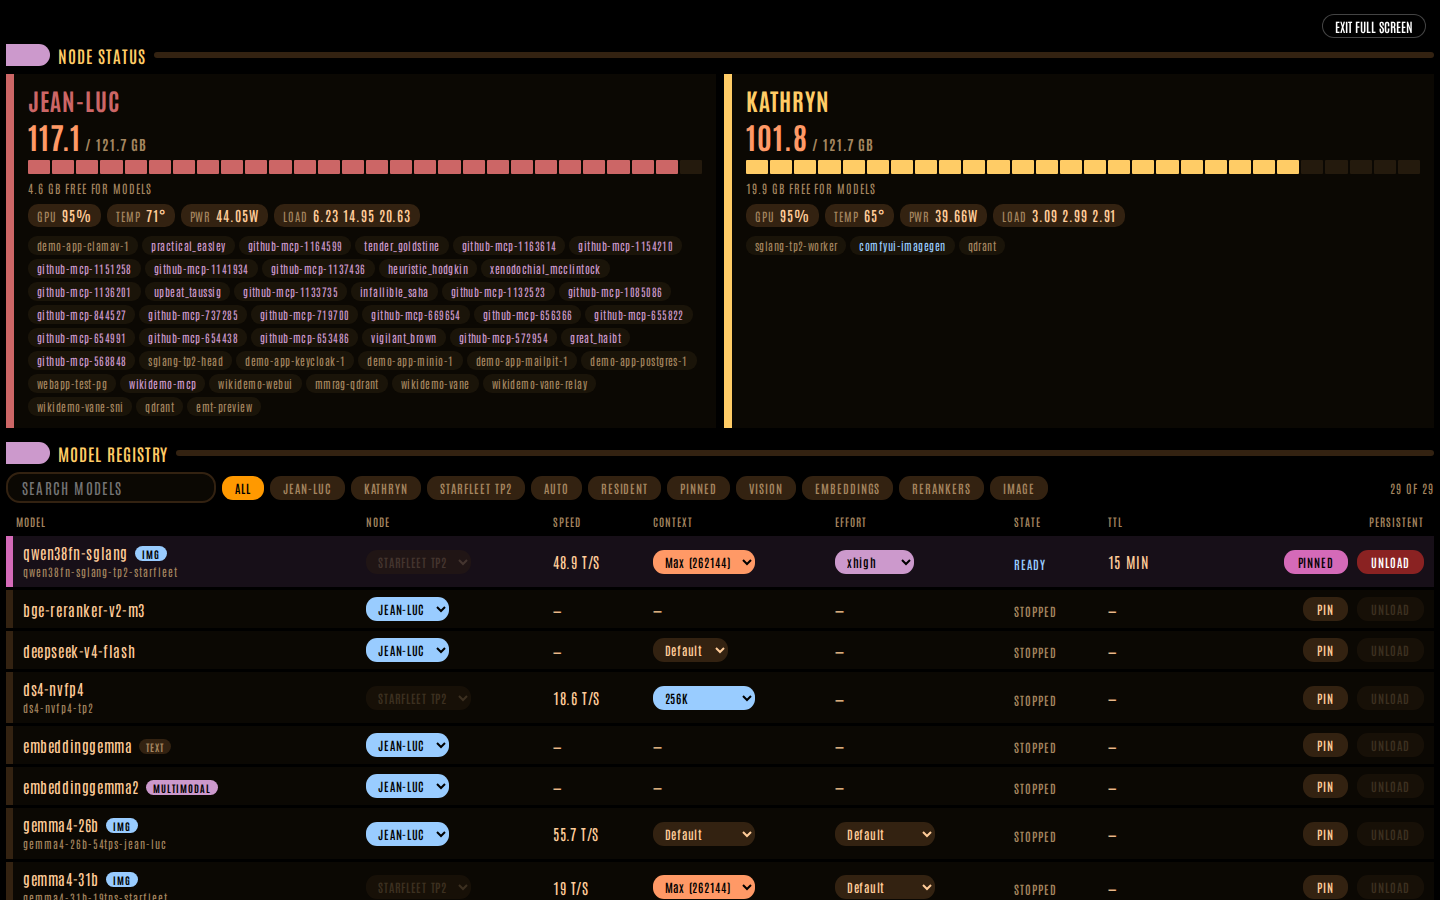 EXIT FULL SCREEN
NODE STATUS
JEAN-LUC
117.1 / 121.7 GB
4.6 GB FREE FOR MODELS
GPU 95% TEMP 71° PWR 44.05W LOAD 6.23 14.95 20.63
demo-app-clamav-1 practical_easley github-mcp-1164599 tender_goldstine github-mcp-1163614 github-mcp-1154210
github-mcp-1151258 github-mcp-1141934 github-mcp-1137436 heuristic_hodgkin xenodochial_mcclintock
github-mcp-1136201 upbeat_taussig github-mcp-1133735 infallible_saha github-mcp-1132523 github-mcp-1085086
github-mcp-844527 github-mcp-737285 github-mcp-719700 github-mcp-669654 github-mcp-656366 github-mcp-655822
github-mcp-654991 github-mcp-654438 github-mcp-653486 vigilant_brown github-mcp-572954 great_haibt
github-mcp-568848 sglang-tp2-head demo-app-keycloak-1 demo-app-minio-1 demo-app-mailpit-1 demo-app-postgres-1
webapp-test-pg wikidemo-mcp wikidemo-webui mmrag-qdrant wikidemo-vane wikidemo-vane-relay
wikidemo-vane-sni qdrant emt-preview
KATHRYN
101.8 / 121.7 GB
19.9 GB FREE FOR MODELS
GPU 95% TEMP 65° PWR 39.66W LOAD 3.09 2.99 2.91
sglang-tp2-worker comfyui-imagegen qdrant
MODEL REGISTRY
SEARCH MODELS ALL JEAN-LUC KATHRYN STARFLEET TP2 AUTO RESIDENT PINNED VISION EMBEDDINGS RERANKERS IMAGE 29 OF 29
MODEL NODE SPEED CONTEXT EFFORT STATE TTL PERSISTENT
qwen38fn-sglang IMG STARFLEET TP2 48.9 T/S Max (262144) xhigh READY 15 MIN PINNED UNLOAD
qwen38fn-sglang-tp2-starfleet
bge-reranker-v2-m3 JEAN-LUC – – – STOPPED – PIN UNLOAD
deepseek-v4-flash JEAN-LUC – Default – STOPPED – PIN UNLOAD
ds4-nvfp4 STARFLEET TP2 18.6 T/S 256K – STOPPED – PIN UNLOAD
ds4-nvfp4-tp2
embeddinggemma TEXT JEAN-LUC – – – STOPPED – PIN UNLOAD
embeddinggemma2 MULTIMODAL JEAN-LUC – – – STOPPED – PIN UNLOAD
gemma4-26b IMG JEAN-LUC 55.7 T/S Default Default STOPPED – PIN UNLOAD
gemma4-26b-54tps-jean-luc
gemma4-31b IMG STARFLEET TP2 19 T/S Max (262144) Default STOPPED – PIN UNLOAD
gemma4-31b-19tps-starfleet